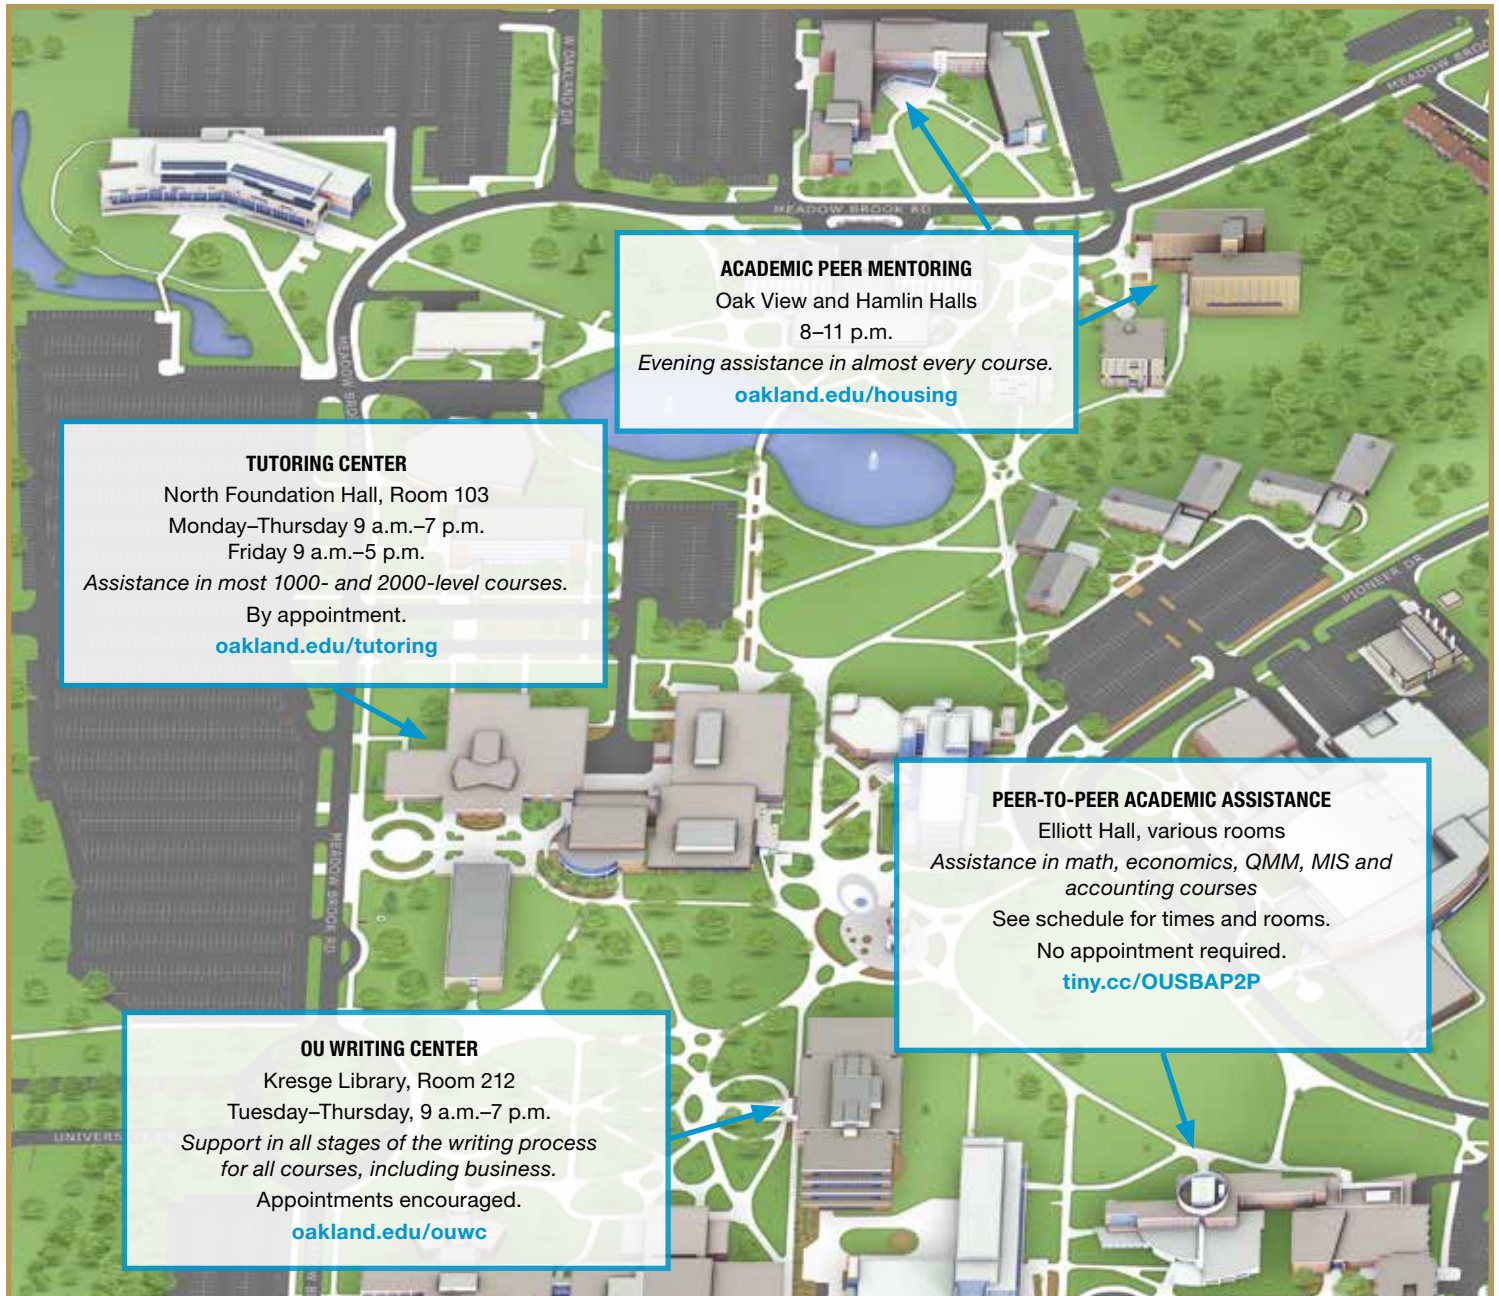 W OAKLAND DR
MEADOW BROOK RD
ACADEMIC PEER MENTORING
Oak View and Hamlin Halls
8–11 p.m.
Evening assistance in almost every course.
oakland.edu/housing
TUTORING CENTER
North Foundation Hall, Room 103
Monday–Thursday 9 a.m.–7 p.m.
Friday 9 a.m.–5 p.m.
Assistance in most 1000- and 2000-level courses.
By appointment.
oakland.edu/tutoring
PIONEER DR
PEER-TO-PEER ACADEMIC ASSISTANCE
Elliott Hall, various rooms
Assistance in math, economics, QMM, MIS and
accounting courses
See schedule for times and rooms.
No appointment required.
tiny.cc/OUSBAP2P
MEADOW BROOK RD
OU WRITING CENTER
Kresge Library, Room 212
Tuesday–Thursday, 9 a.m.–7 p.m.
Support in all stages of the writing process
for all courses, including business.
Appointments encouraged.
oakland.edu/ouwc
UNIVERSITY